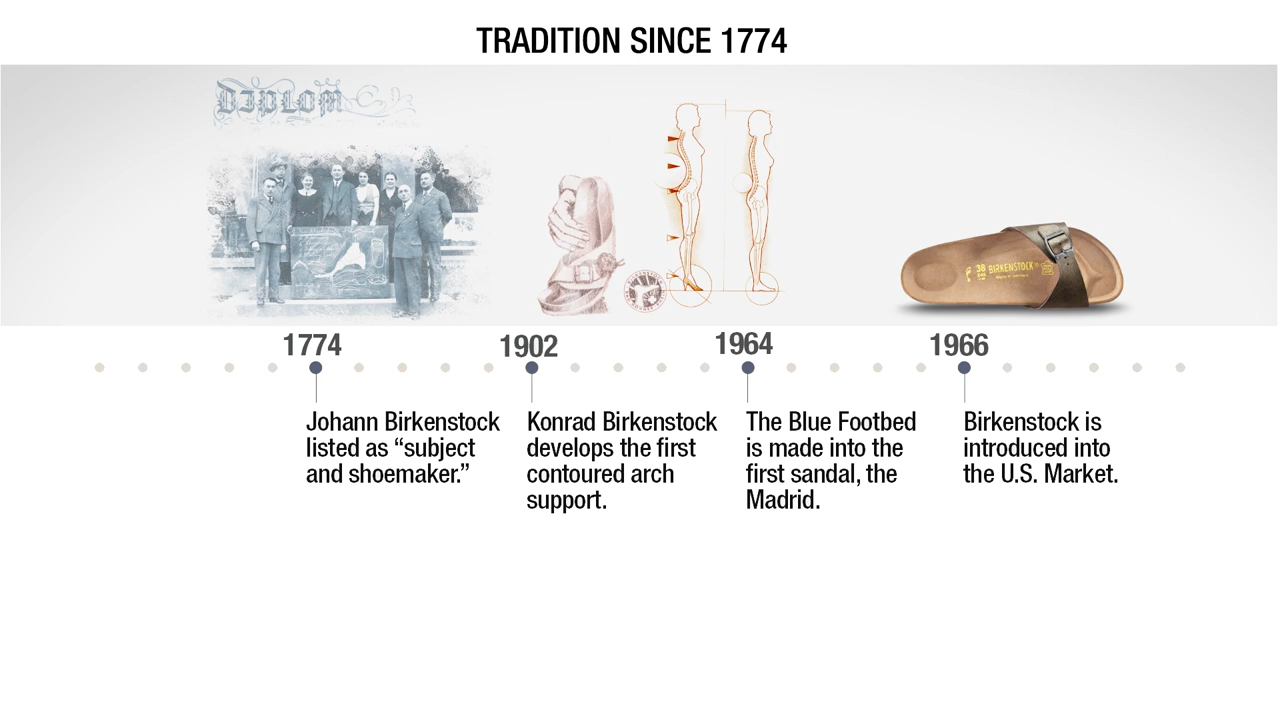 TRADITION SINCE 1774
Diplom
38
BIRKENSTOCK
1774
1902
1964
1966
Johann Birkenstock
listed as “subject
and shoemaker.”
Konrad Birkenstock
develops the first
contoured arch
support.
The Blue Footbed
is made into the
first sandal, the
Madrid.
Birkenstock is
introduced into
the U.S. Market.